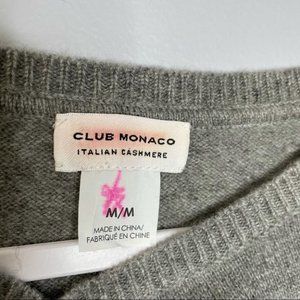 CLUB MONACO
ITALIAN CASHMERE
M/M
MADE IN CHINA/
FABRIQUÉ EN CHINE